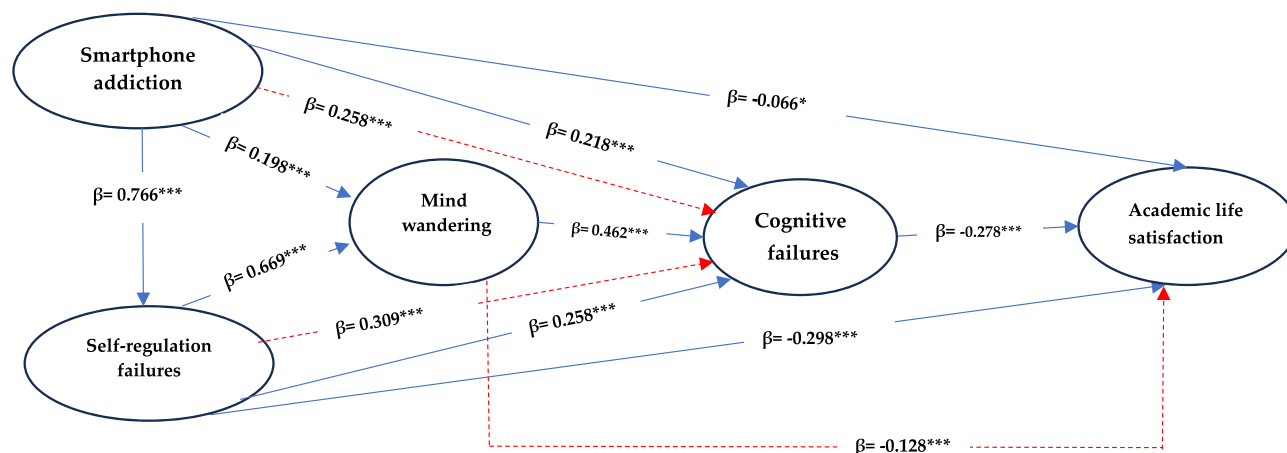 Smartphone
addiction
β= -0.066*
β= 0.258***
β= 0.218***
β= 0.198***
β= 0.766***
Mind
wandering
Cognitive
failures
Academic life
satisfaction
β= 0.462***
β= -0.278***
β= 0.669***
β= 0.309***
β= 0.258***
β= -0.298***
Self-regulation
failures
β= -0.128***